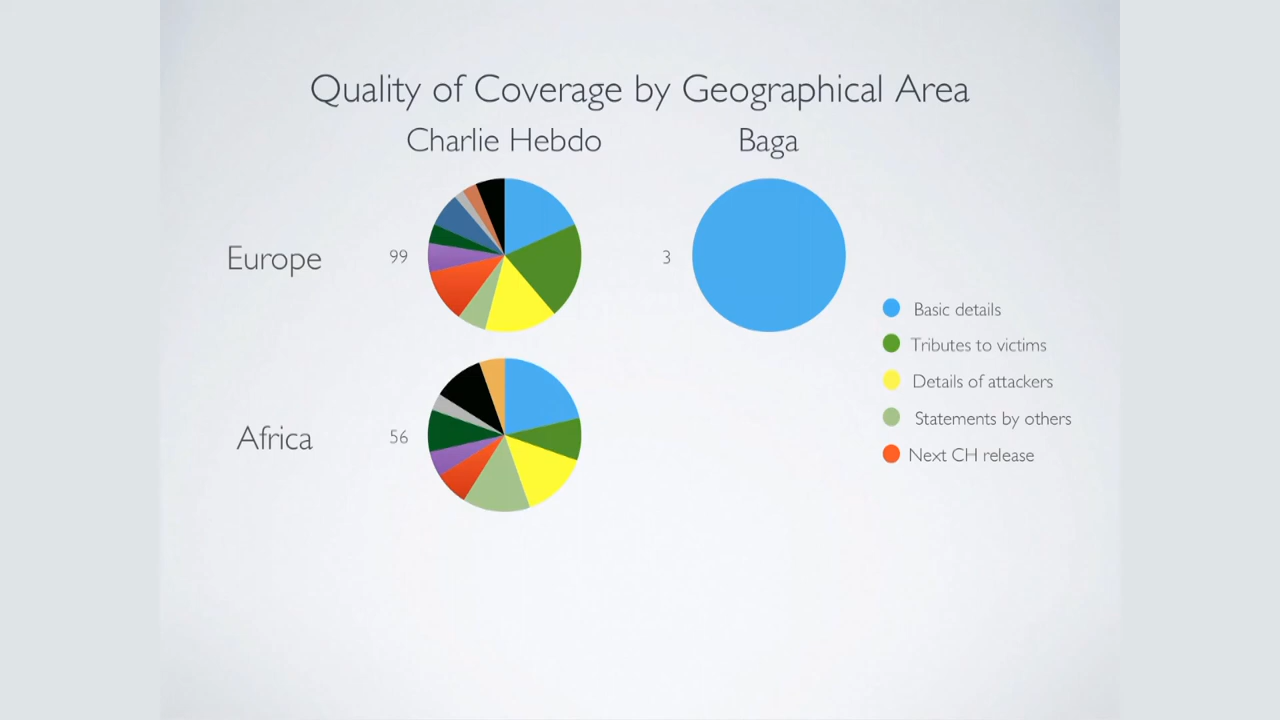 Quality of Coverage by Geographical Area
Charlie Hebdo
Baga
Europe
99
3
Basic details
Tributes to victims
Details of attackers
Statements by others
Next CH release
Africa
56